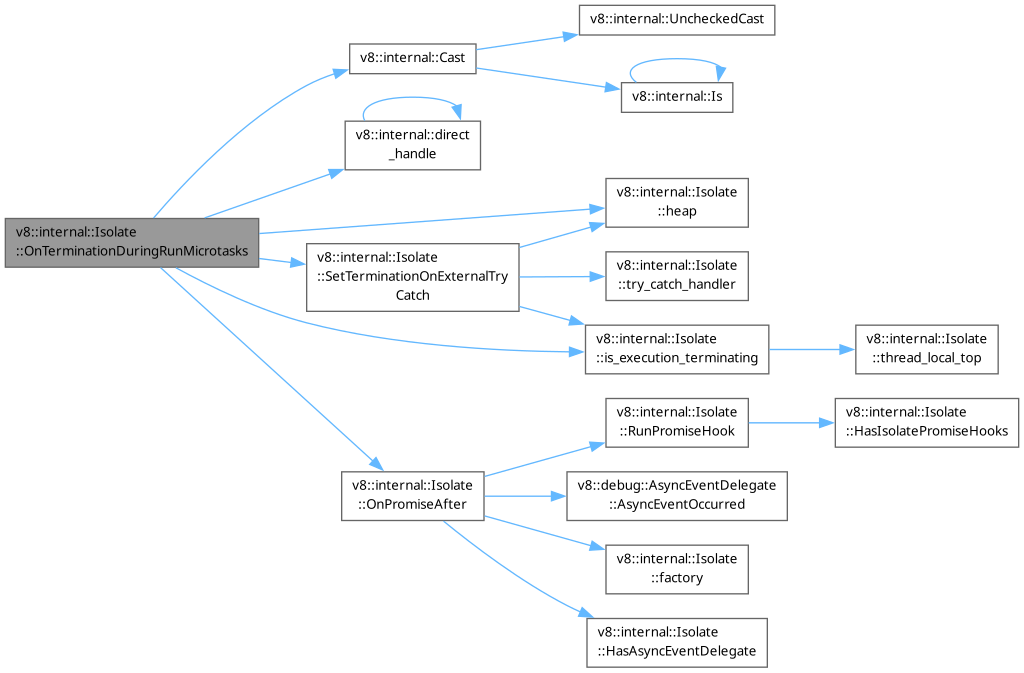 v8::internal::UncheckedCast
v8::internal::Cast
v8::internal::Is
v8::internal::direct
_handle
v8::internal::Isolate
::heap
v8::internal::Isolate
::OnTerminationDuringRunMicrotasks
v8::internal::Isolate
::SetTerminationOnExternalTry
Catch
v8::internal::Isolate
::try_catch_handler
v8::internal::Isolate
::is_execution_terminating
v8::internal::Isolate
::thread_local_top
v8::internal::Isolate
::RunPromiseHook
v8::internal::Isolate
::HasIsolatePromiseHooks
v8::internal::Isolate
::OnPromiseAfter
v8::debug::AsyncEventDelegate
::AsyncEventOccurred
v8::internal::Isolate
::factory
v8::internal::Isolate
::HasAsyncEventDelegate